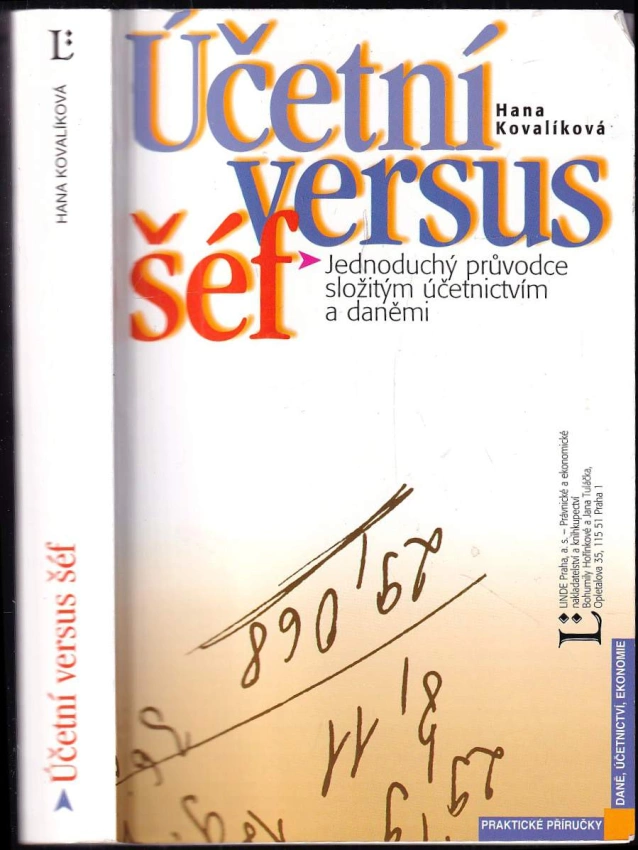 L:
HANA KOVALÍKOVÁ
Účetní versus šéf
Účetní
versus
šéf
Hana
Kovalíková
Jednoduchý průvodce
složitým účetnictvím
a daněmi
LINDE Praha, a. s. – Právnické a ekonomické
nakladatelství a knihkupectví
Bohumily Hořínkové a Jana Tuláčka,
Opletalova 35, 115 51 Praha 1
L:
DANĚ, ÚČETNICTVÍ, EKONOMIE
PRAKTICKÉ PŘÍRUČKY